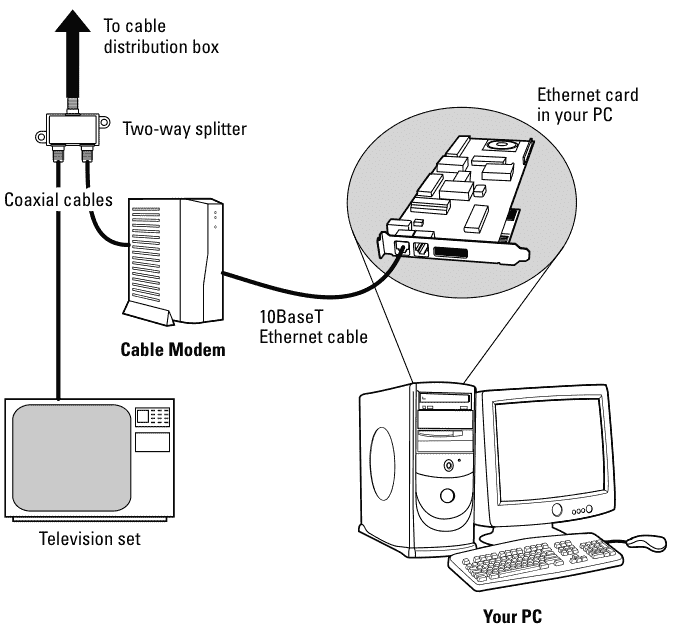 To cable
distribution box
Ethernet card
in your PC
Two-way splitter
Coaxial cables
10BaseT
Ethernet cable
Cable Modem
Television set
Your PC